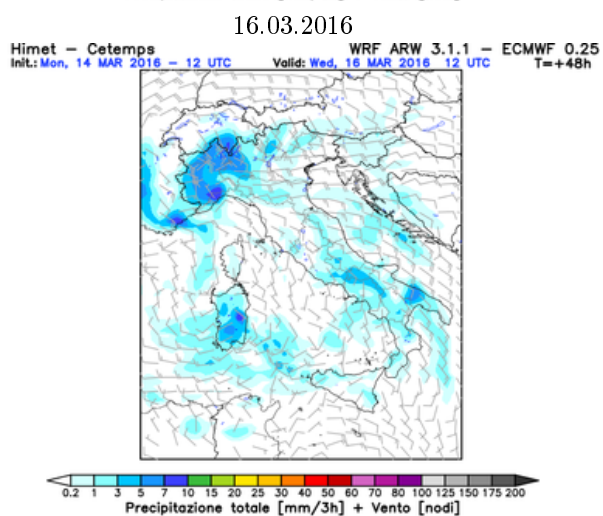 16.03.2016
Himet – Cetemps WRF ARW 3.1.1 – ECMWF 0.25
Init.: Mon, 14 MAR 2016 – 12 UTC Valid: Wed, 16 MAR 2016 12 UTC T=+48h
0.2 1 3 5 7 10 15 20 25 30 40 50 60 70 80 100 125 150 175 200
Precipitazione totale [mm/3h] + Vento [nodi]